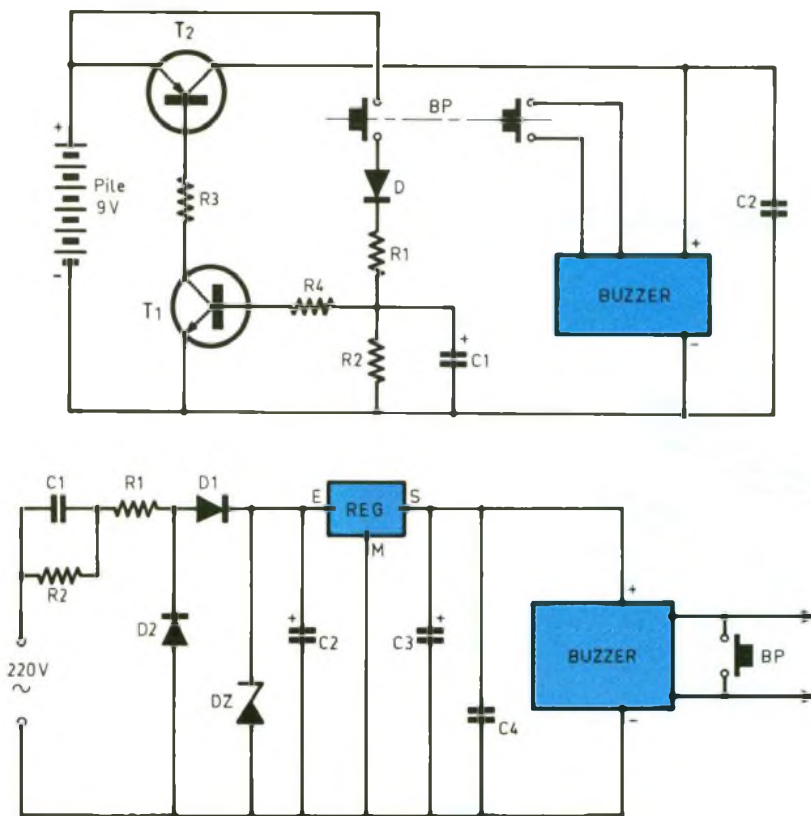 T2
BP
+
Pile
9V
-
R3
D
R1
C2
T1
R4
+
BUZZER
R2
+
C1
-
C1
R1
D1
E
REG
S
M
R2
+
D2
+
C2
+
C3
BUZZER
BP
220V
~
DZ
C4
-